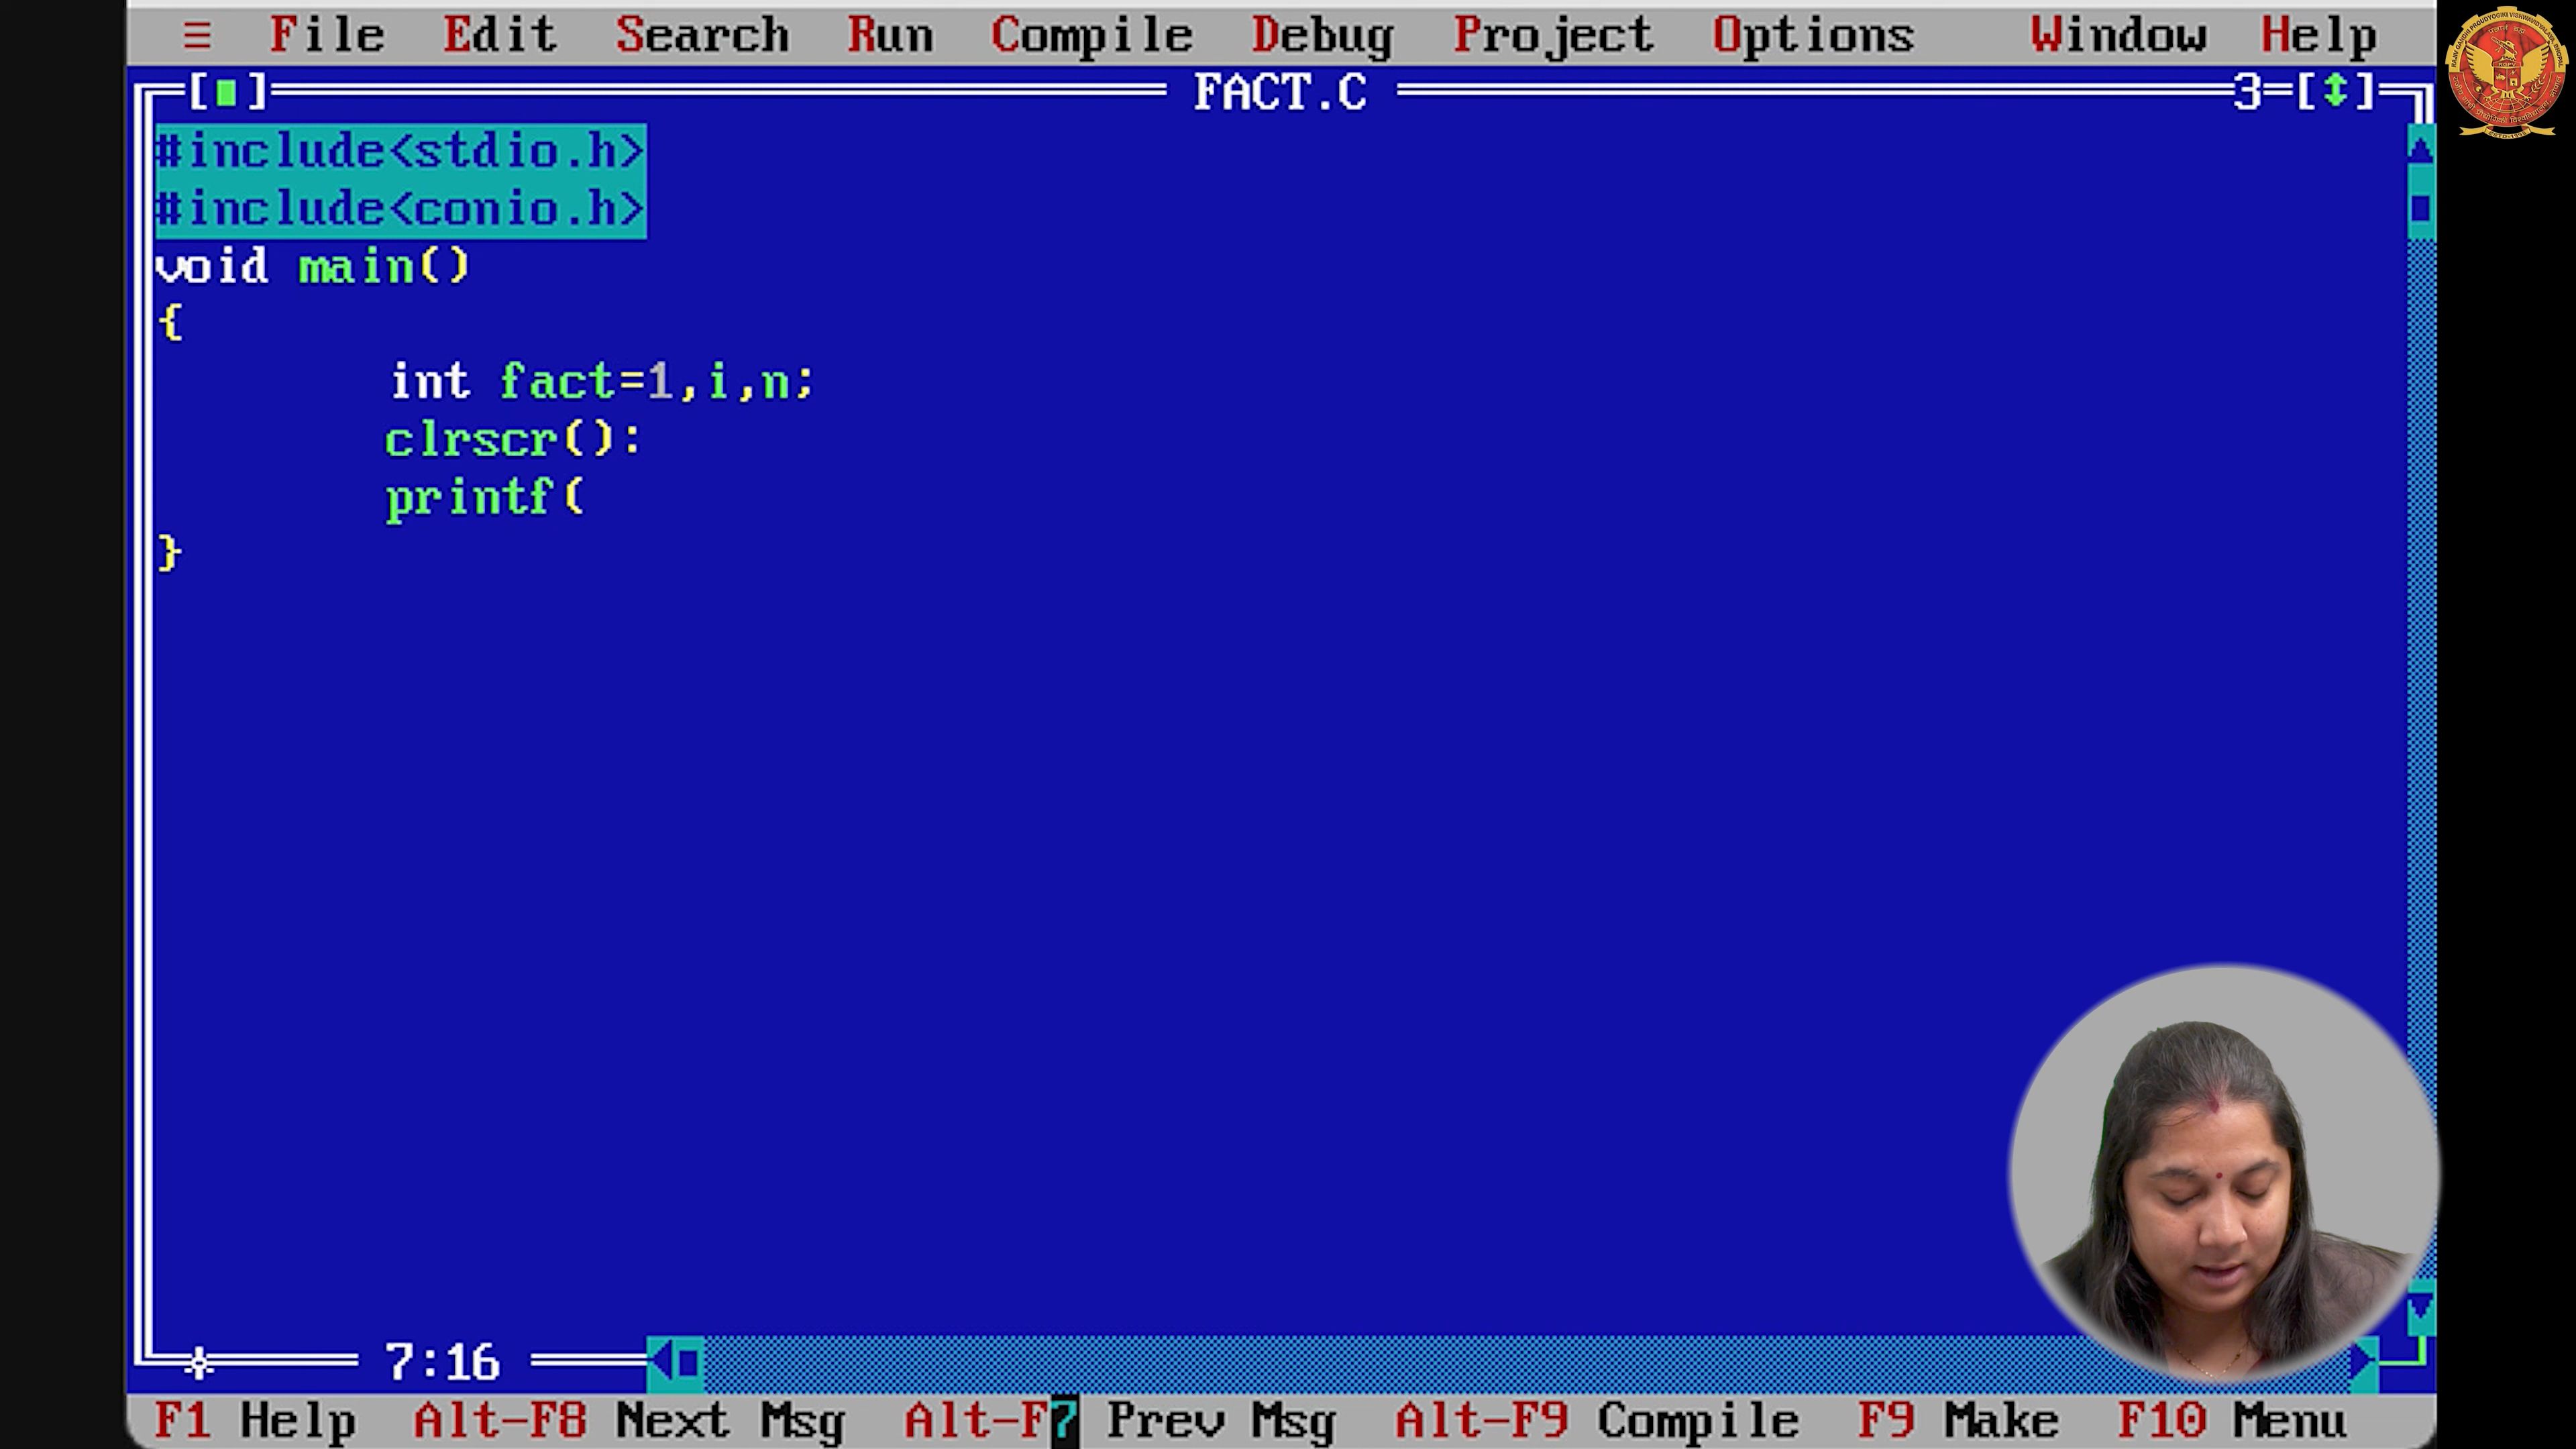 ≡ File Edit Search Run Compile Debug Project Options Window Help
[■] FACT.C 3=[↕]
#include<stdio.h>
#include<conio.h>
void main()
{
int fact=1,i,n;
clrscr():
printf(
}
7:16
F1 Help Alt-F8 Next Msg Alt-F7 Prev Msg Alt-F9 Compile F9 Make F10 Menu